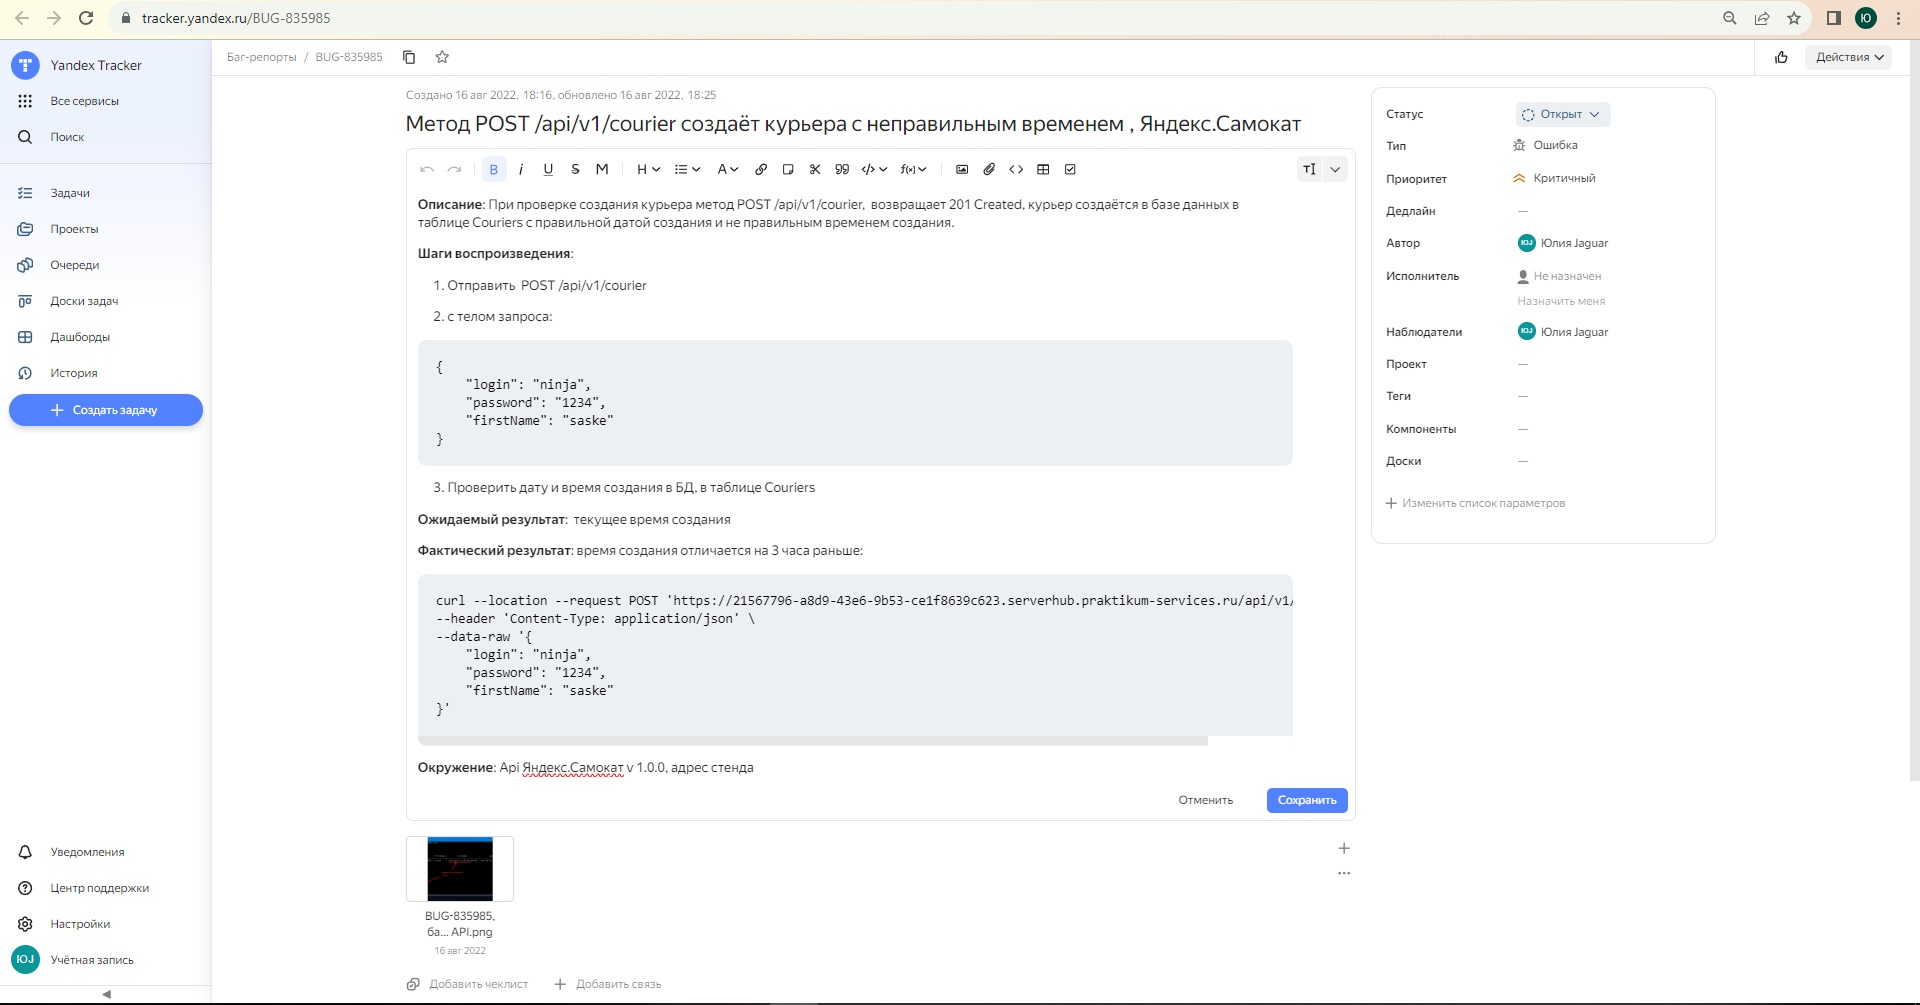 tracker.yandex.ru/BUG-835985
Ю
Yandex Tracker
Все сервисы
Поиск
Задачи
Проекты
Очереди
Доски задач
Дашборды
История
Создать задачу
Уведомления
Центр поддержки
Настройки
ЮJ Учётная запись
Баг-репорты / BUG-835985
Действия
Создано 16 авг 2022, 18:16, обновлено 16 авг 2022, 18:25
Метод POST /api/v1/courier создаёт курьера с неправильным временем , Яндекс.Самокат
Описание: При проверке создания курьера метод POST /api/v1/courier, возвращает 201 Created, курьер создаётся в базе данных в
таблице Couriers с правильной датой создания и не правильным временем создания.
Шаги воспроизведения:
1. Отправить POST /api/v1/courier
2. с телом запроса:
{
"login": "ninja",
"password": "1234",
"firstName": "saske"
}
3. Проверить дату и время создания в БД, в таблице Couriers
Ожидаемый результат: текущее время создания
Фактический результат: время создания отличается на 3 часа раньше:
curl --location --request POST 'https://21567796-a8d9-43e6-9b53-ce1f8639c623.serverhub.praktikum-services.ru/api/v1/
--header 'Content-Type: application/json' \
--data-raw '{
"login": "ninja",
"password": "1234",
"firstName": "saske"
}'
Окружение: Api Яндекс.Самокат v 1.0.0, адрес стенда
Отменить Сохранить
BUG-835985,
ба... API.png
16 авг 2022
Добавить чеклист Добавить связь
Статус Открыт
Тип Ошибка
Приоритет Критичный
Дедлайн —
Автор ЮJ Юлия Jaguar
Исполнитель Не назначен
Назначить меня
Наблюдатели ЮJ Юлия Jaguar
Проект —
Теги —
Компоненты —
Доски —
Изменить список параметров